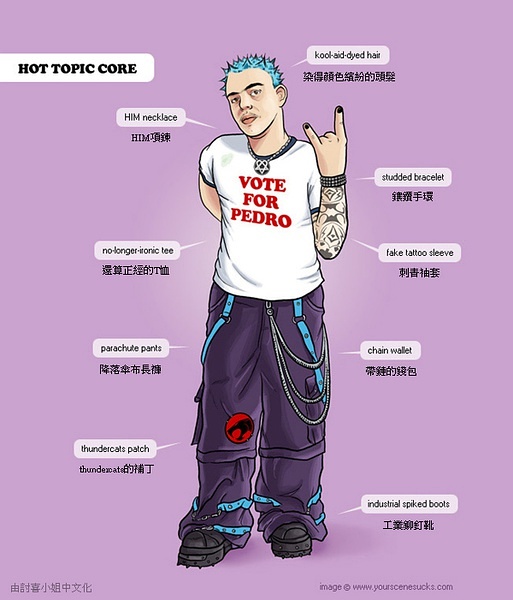 HOT TOPIC CORE
kool-aid-dyed hair
染得顏色繽紛的頭髮
HIM necklace
HIM項鍊
VOTE
FOR
PEDRO
studded bracelet
鑲鑽手環
no-longer-ironic tee
還算正經的T恤
fake tattoo sleeve
刺青袖套
parachute pants
降落傘布長褲
chain wallet
帶鏈的錢包
thundercats patch
thundercats的補丁
industrial spiked boots
工業鉚釘靴
由討喜小姐中文化
image © www.yourscenesucks.com